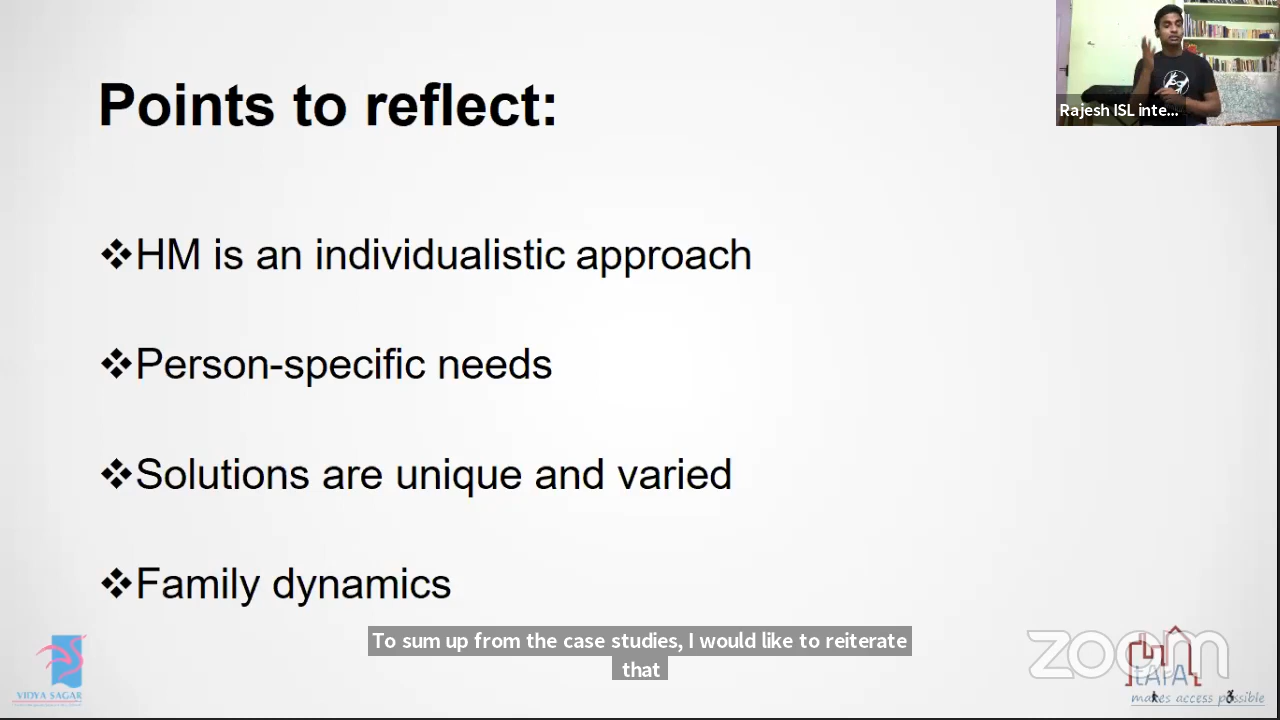 Points to reflect:
Rajesh ISL inte...
❖HM is an individualistic approach
❖Person-specific needs
❖Solutions are unique and varied
❖Family dynamics
To sum up from the case studies, I would like to reiterate
that
VIDYA SAGAR
zoom
makes access possible